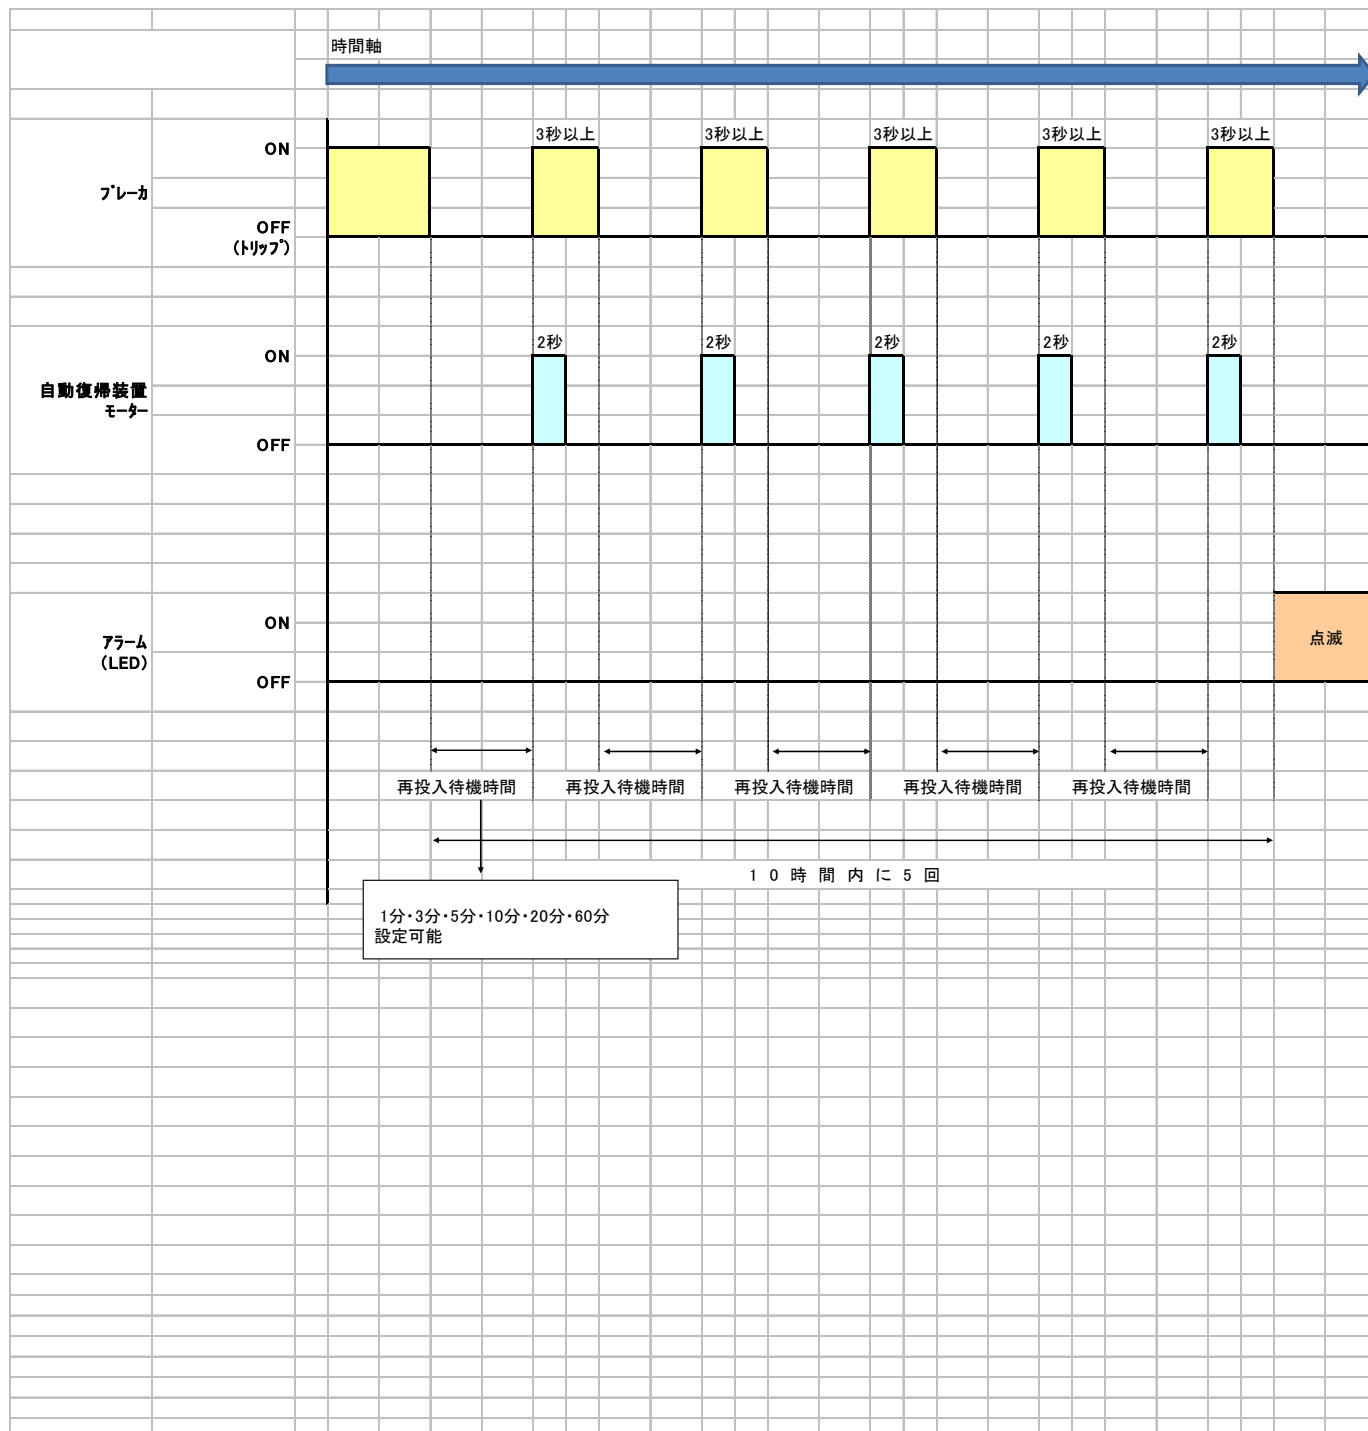 時間軸
3秒以上
3秒以上
3秒以上
3秒以上
3秒以上
ON
ﾌﾞﾚｰｶ
OFF
(ﾄﾘｯﾌﾟ)
2秒
2秒
2秒
2秒
2秒
ON
自動復帰装置
ﾓｰﾀｰ
OFF
ON
ｱﾗｰﾑ
(LED)
点滅
OFF
再投入待機時間
再投入待機時間
再投入待機時間
再投入待機時間
再投入待機時間
10時間内に5回
1分・3分・5分・10分・20分・60分
設定可能